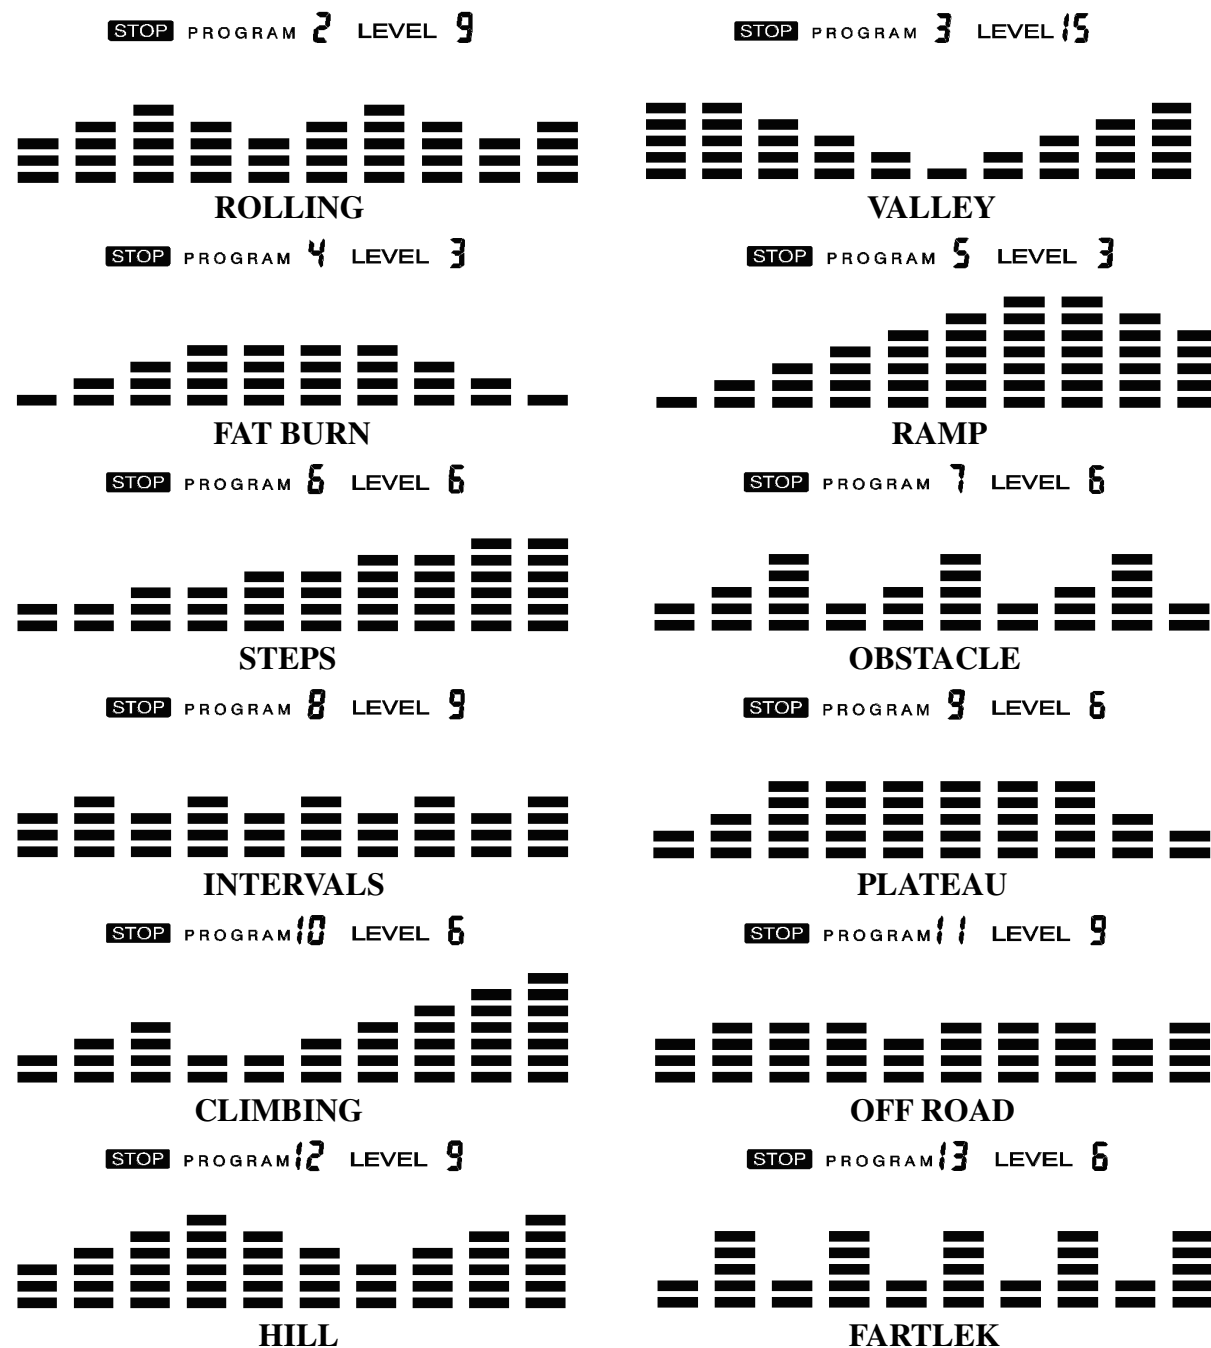 STOP PROGRAM 2 LEVEL 9
STOP PROGRAM 3 LEVEL 15
ROLLING
VALLEY
STOP PROGRAM 4 LEVEL 3
STOP PROGRAM 5 LEVEL 3
FAT BURN
RAMP
STOP PROGRAM 6 LEVEL 6
STOP PROGRAM 7 LEVEL 6
STEPS
OBSTACLE
STOP PROGRAM 8 LEVEL 9
STOP PROGRAM 9 LEVEL 6
INTERVALS
PLATEAU
STOP PROGRAM 10 LEVEL 6
STOP PROGRAM 11 LEVEL 9
CLIMBING
OFF ROAD
STOP PROGRAM 12 LEVEL 9
STOP PROGRAM 13 LEVEL 6
HILL
FARTLEK